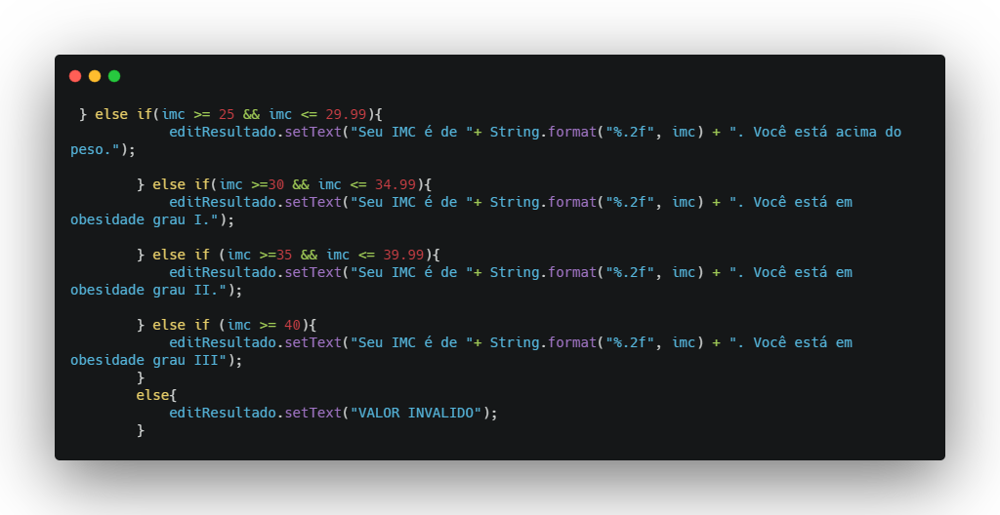 } else if(imc >= 25 && imc <= 29.99){
editResultado.setText("Seu IMC é de "+ String.format("%.2f", imc) + ". Você está acima do
peso.");
} else if(imc >=30 && imc <= 34.99){
editResultado.setText("Seu IMC é de "+ String.format("%.2f", imc) + ". Você está em
obesidade grau I.");
} else if (imc >=35 && imc <= 39.99){
editResultado.setText("Seu IMC é de "+ String.format("%.2f", imc) + ". Você está em
obesidade grau II.");
} else if (imc >= 40){
editResultado.setText("Seu IMC é de "+ String.format("%.2f", imc) + ". Você está em
obesidade grau III");
}
else{
editResultado.setText("VALOR INVALIDO");
}